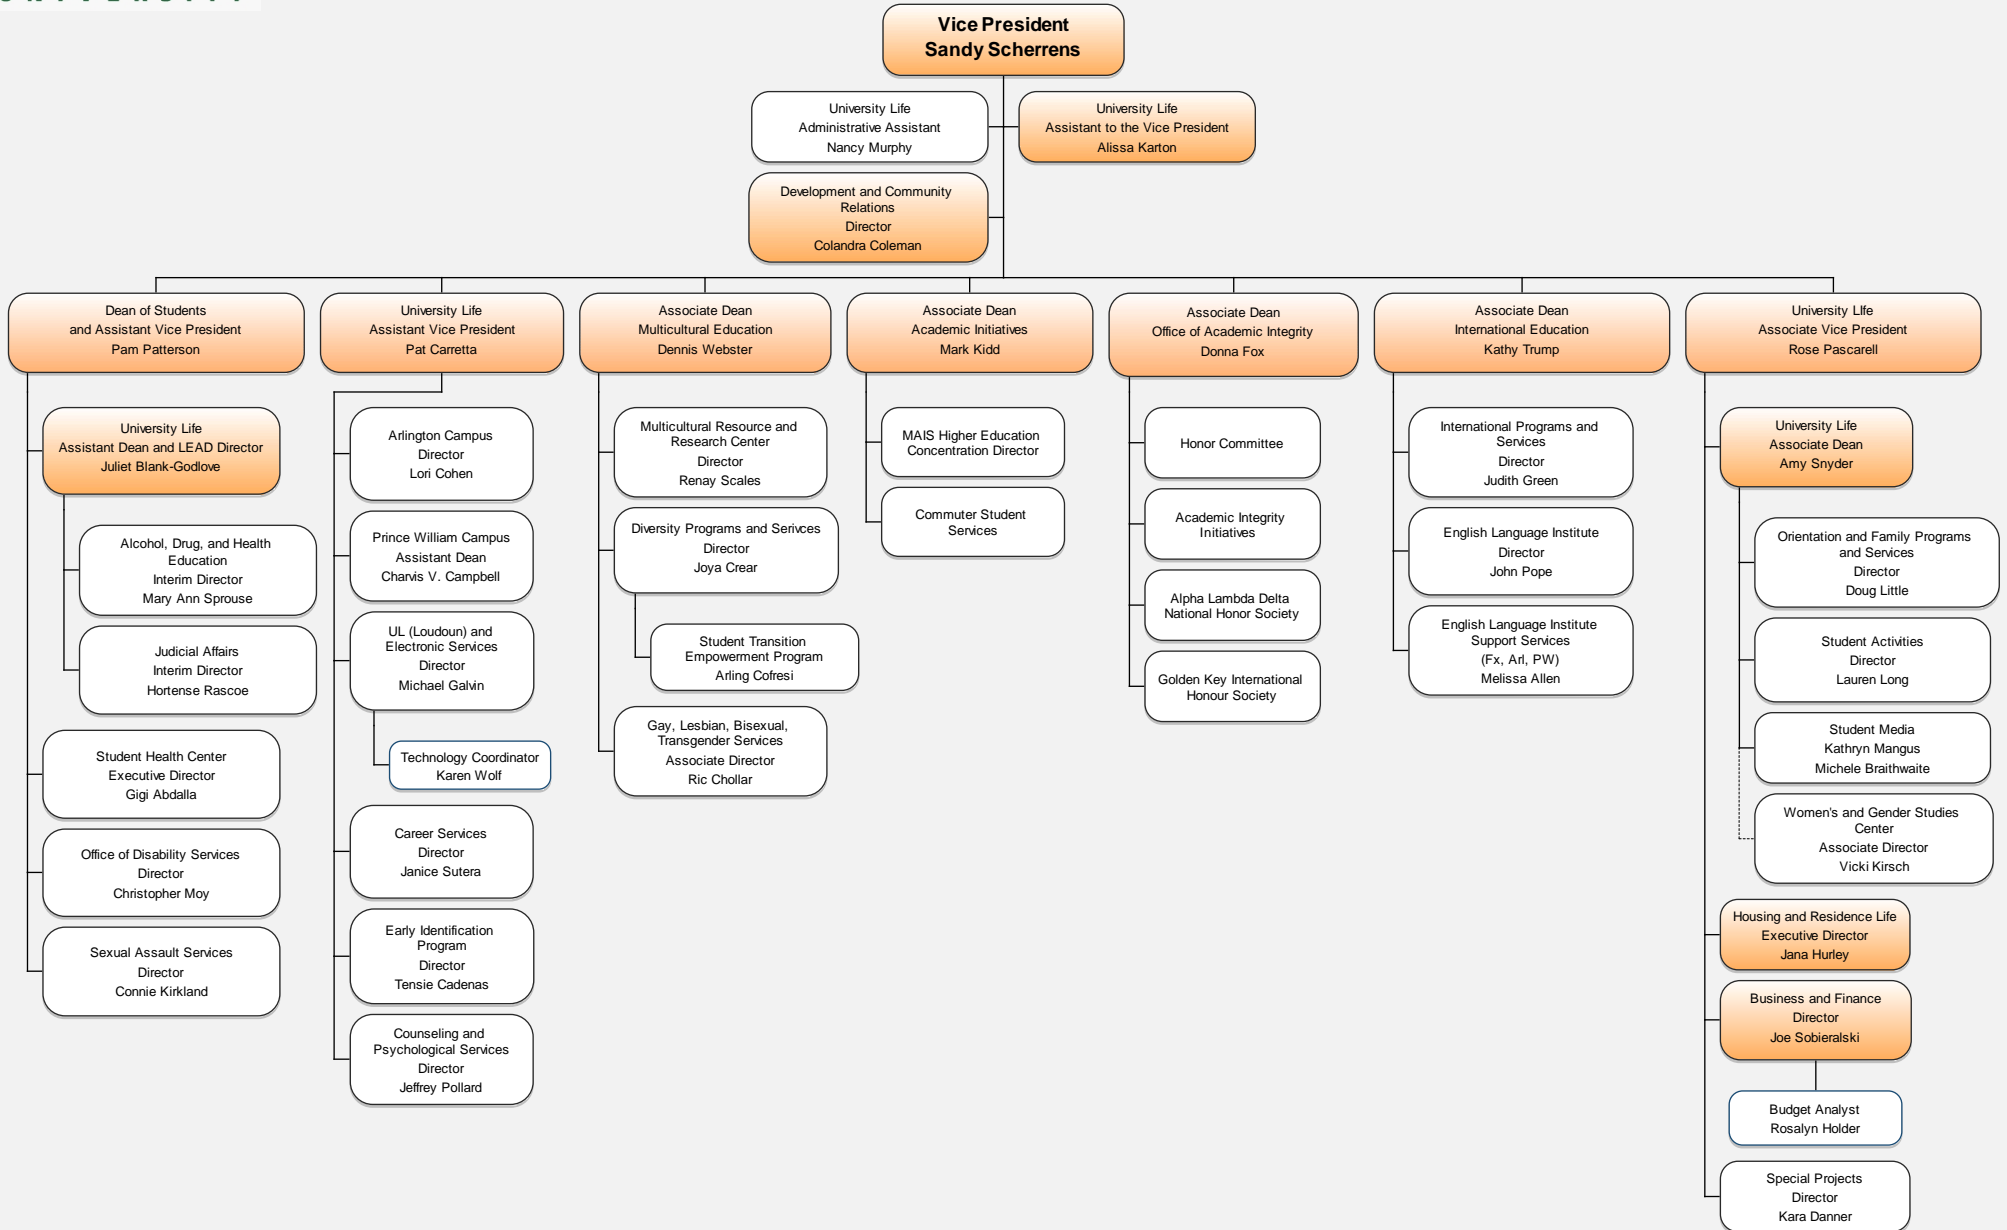 Vice President
Sandy Scherrens
University Life
Administrative Assistant
Nancy Murphy
University Life
Assistant to the Vice President
Alissa Karton
Development and Community
Relations
Director
Colandra Coleman
Dean of Students
and Assistant Vice President
Pam Patterson
University Life
Assistant Dean and LEAD Director
Juliet Blank-Godlove
Alcohol, Drug, and Health
Education
Interim Director
Mary Ann Sprouse
Judicial Affairs
Interim Director
Hortense Rascoe
Student Health Center
Executive Director
Gigi Abdalla
Office of Disability Services
Director
Christopher Moy
Sexual Assault Services
Director
Connie Kirkland
University Life
Assistant Vice President
Pat Carretta
Arlington Campus
Director
Lori Cohen
Prince William Campus
Assistant Dean
Charvis V. Campbell
UL (Loudoun) and
Electronic Services
Director
Michael Galvin
Technology Coordinator
Karen Wolf
Career Services
Director
Janice Sutera
Early Identification
Program
Director
Tensie Cadenas
Counseling and
Psychological Services
Director
Jeffrey Pollard
Associate Dean
Multicultural Education
Dennis Webster
Multicultural Resource and
Research Center
Director
Renay Scales
Diversity Programs and Serivces
Director
Joya Crear
Student Transition
Empowerment Program
Arling Cofresi
Gay, Lesbian, Bisexual,
Transgender Services
Associate Director
Ric Chollar
Associate Dean
Academic Initiatives
Mark Kidd
MAIS Higher Education
Concentration Director
Commuter Student
Services
Associate Dean
Office of Academic Integrity
Donna Fox
Honor Committee
Academic Integrity
Initiatives
Alpha Lambda Delta
National Honor Society
Golden Key International
Honour Society
Associate Dean
International Education
Kathy Trump
International Programs and
Services
Director
Judith Green
English Language Institute
Director
John Pope
English Language Institute
Support Services
(Fx, Arl, PW)
Melissa Allen
University LIfe
Associate Vice President
Rose Pascarell
University Life
Associate Dean
Amy Snyder
Orientation and Family Programs
and Services
Director
Doug Little
Student Activities
Director
Lauren Long
Student Media
Kathryn Mangus
Michele Braithwaite
Women's and Gender Studies
Center
Associate Director
Vicki Kirsch
Housing and Residence Life
Executive Director
Jana Hurley
Business and Finance
Director
Joe Sobieralski
Budget Analyst
Rosalyn Holder
Special Projects
Director
Kara Danner